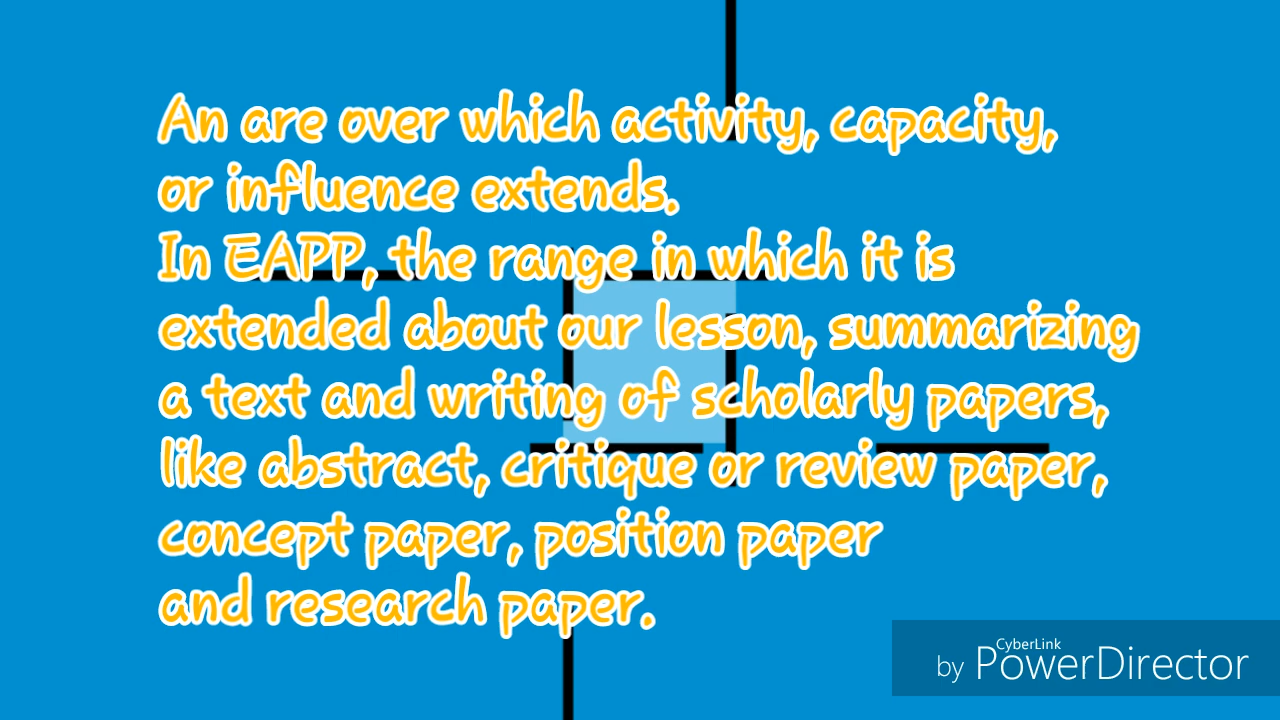 An are over which activity, capacity,
or influence extends.
In EAPP, the range in which it is
extended about our lesson, summarizing
a text and writing of scholarly papers,
like abstract, critique or review paper,
concept paper, position paper
and research paper.
CyberLink
by PowerDirector